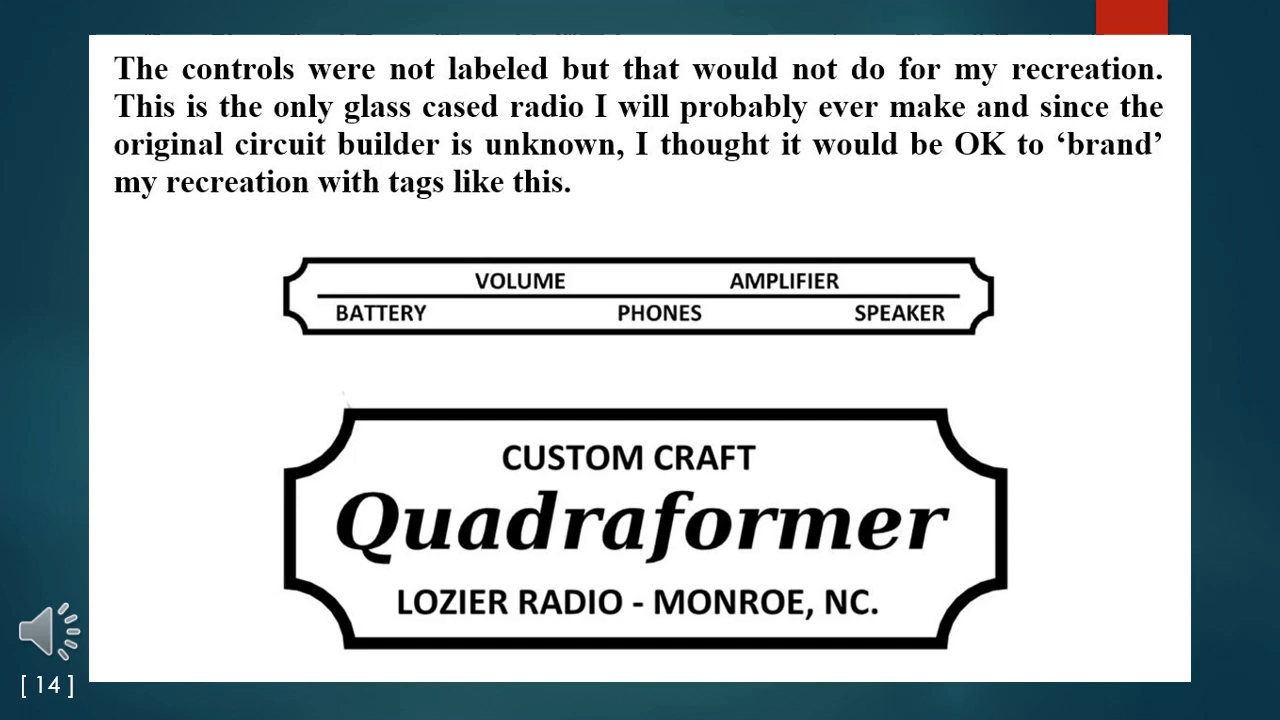 The controls were not labeled but that would not do for my recreation.
This is the only glass cased radio I will probably ever make and since the
original circuit builder is unknown, I thought it would be OK to ‘brand’
my recreation with tags like this.
VOLUME AMPLIFIER
BATTERY PHONES SPEAKER
CUSTOM CRAFT
Quadraformer
LOZIER RADIO - MONROE, NC.
[ 14 ]